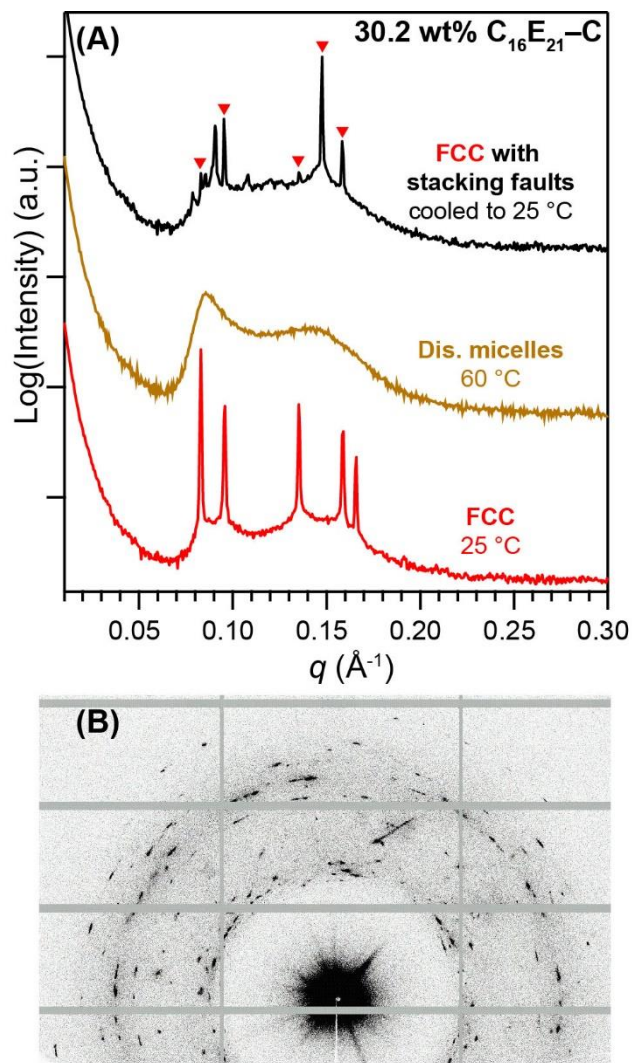 (A)
30.2 wt% C₁₆E₂₁–C
FCC with
stacking faults
cooled to 25 °C
Dis. micelles
60 °C
FCC
25 °C
Log(Intensity) (a.u.)
0.05 0.10 0.15 0.20 0.25 0.30
q (Å⁻¹)
(B)